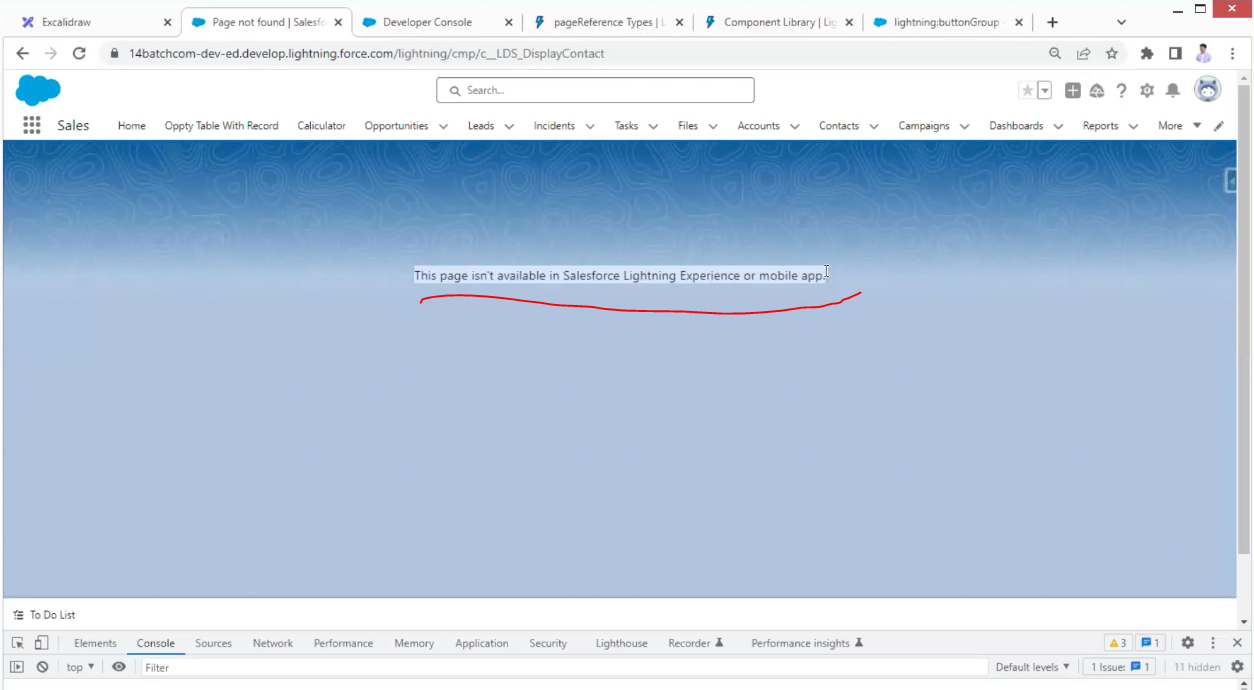 Excalidraw
Page not found | Salesfo
Developer Console
pageReference Types | L
Component Library | Lig
lightning:buttonGroup -
14batchcom-dev-ed.develop.lightning.force.com/lightning/cmp/c__LDS_DisplayContact
Search...
Sales Home Oppty Table With Record Calculator Opportunities Leads Incidents Tasks Files Accounts Contacts Campaigns Dashboards Reports More
This page isn't available in Salesforce Lightning Experience or mobile app.
To Do List
Elements Console Sources Network Performance Memory Application Security Lighthouse Recorder Performance insights 3 1
top Filter Default levels 1 Issue: 1 11 hidden